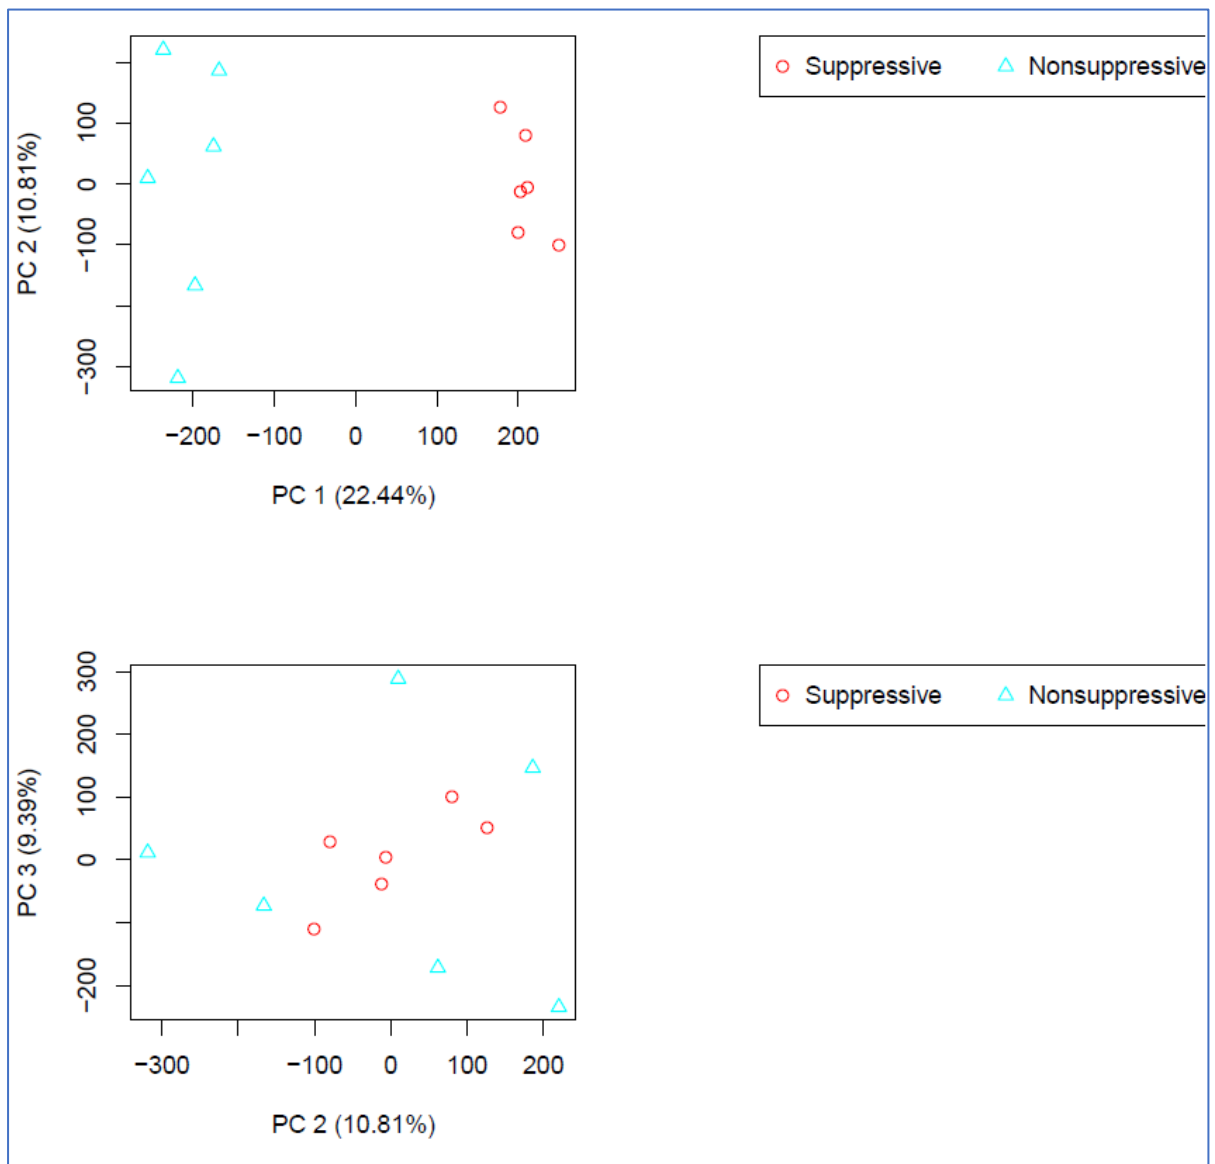 Suppressive Nonsuppressive
PC 2 (10.81%)
100
0
−100
−300
−200 −100 0 100 200
PC 1 (22.44%)
Suppressive Nonsuppressive
PC 3 (9.39%)
300
200
100
0
−200
−300 −100 0 100 200
PC 2 (10.81%)